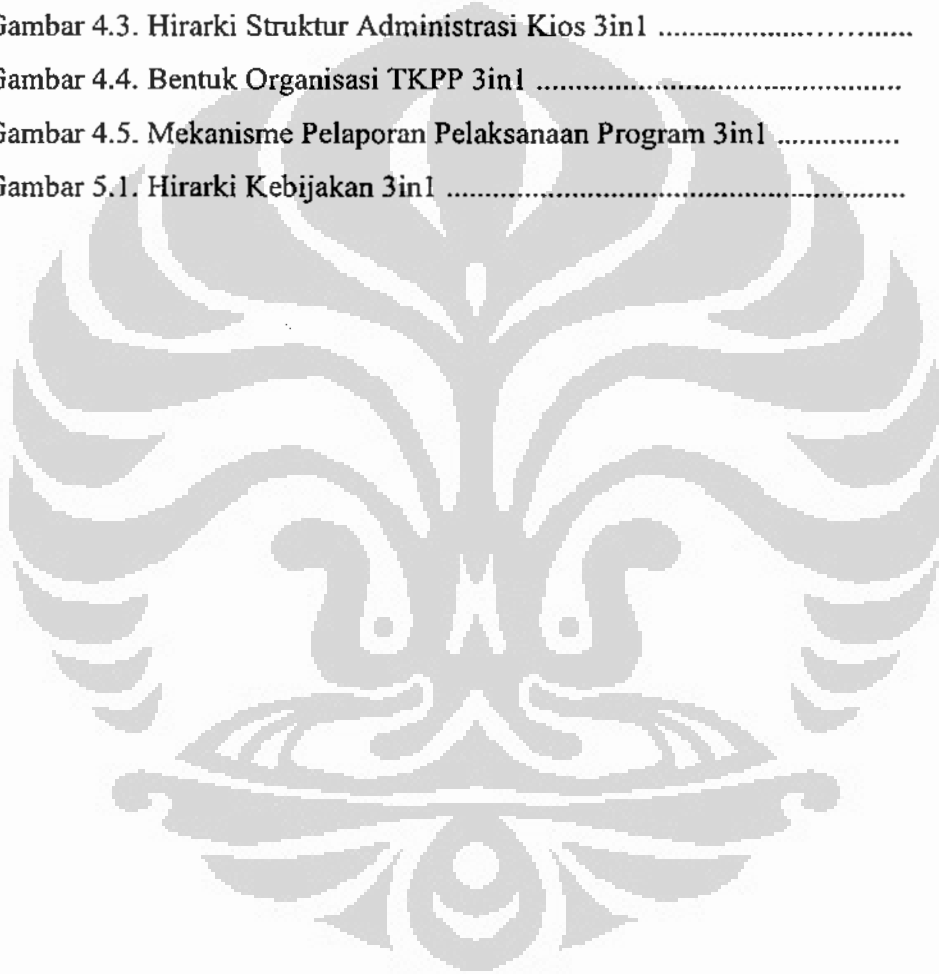 Gambar 4.3. Hirarki Struktur Administrasi Kios 3in1 ..............................
Gambar 4.4. Bentuk Organisasi TKPP 3in1 ...............................................
Gambar 4.5. Mekanisme Pelaporan Pelaksanaan Program 3in1 ................
Gambar 5.1. Hirarki Kebijakan 3in1 ............................................................